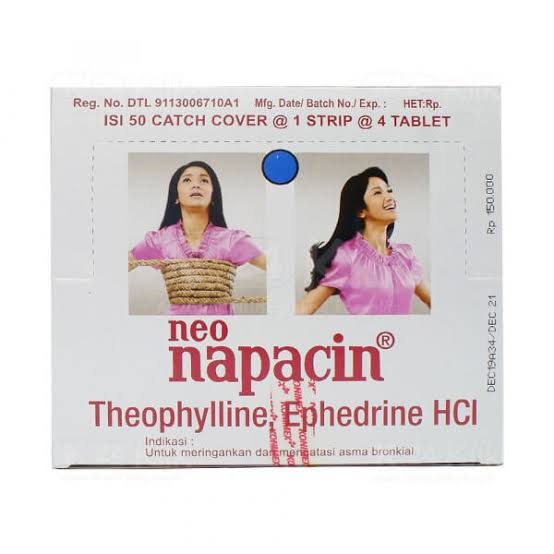 Reg. No. DTL 9113006710A1 Mfg. Date/ Batch No./ Exp. : HET:Rp.
ISI 50 CATCH COVER @ 1 STRIP @ 4 TABLET
Rp 150.000
DEC19A34/DEC 21
neo
napacin®
Theophylline, Ephedrine HCl
KONIMEX
Indikasi :
Untuk meringankan dan mengatasi asma bronkial.